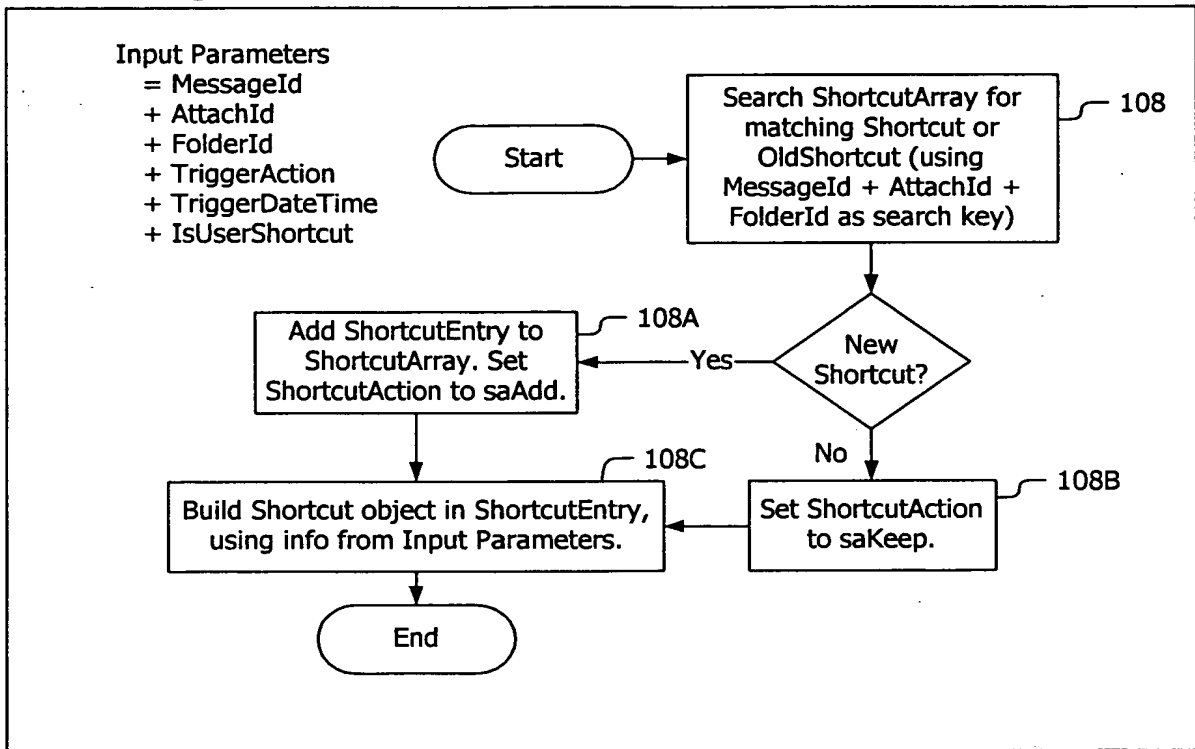 Input Parameters
= MessageId
+ AttachId
+ FolderId
+ TriggerAction
+ TriggerDateTime
+ IsUserShortcut
Start
Search ShortcutArray for
matching Shortcut or
OldShortcut (using
MessageId + AttachId +
FolderId as search key)
108
New
Shortcut?
Yes
Add ShortcutEntry to
ShortcutArray. Set
ShortcutAction to saAdd.
108A
No
Set ShortcutAction
to saKeep.
108B
Build Shortcut object in ShortcutEntry,
using info from Input Parameters.
108C
End